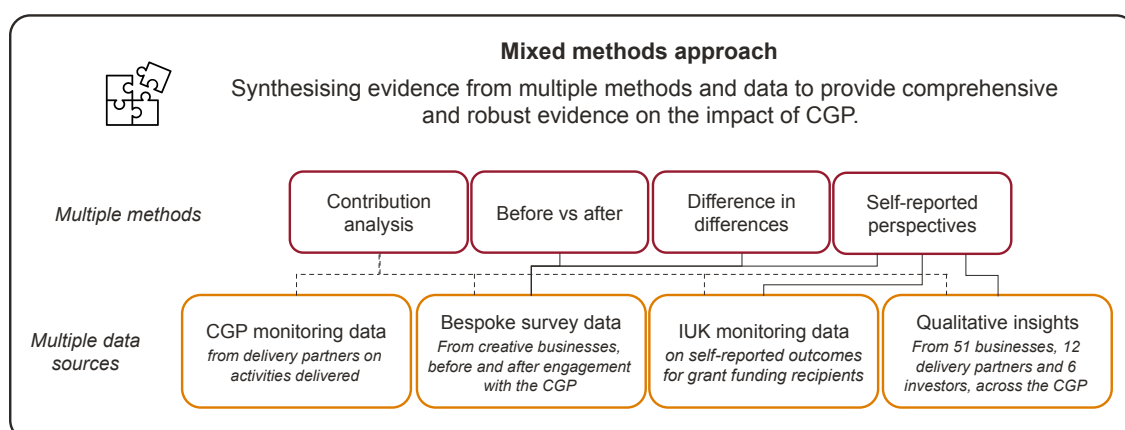 Mixed methods approach
Synthesising evidence from multiple methods and data to provide comprehensive
and robust evidence on the impact of CGP.
Multiple methods
Contribution
analysis
Before vs after
Difference in
differences
Self-reported
perspectives
Multiple data
sources
CGP monitoring data
from delivery partners on
activities delivered
Bespoke survey data
From creative businesses,
before and after engagement
with the CGP
IUK monitoring data
on self-reported outcomes
for grant funding recipients
Qualitative insights
From 51 businesses, 12
delivery partners and 6
investors, across the CGP